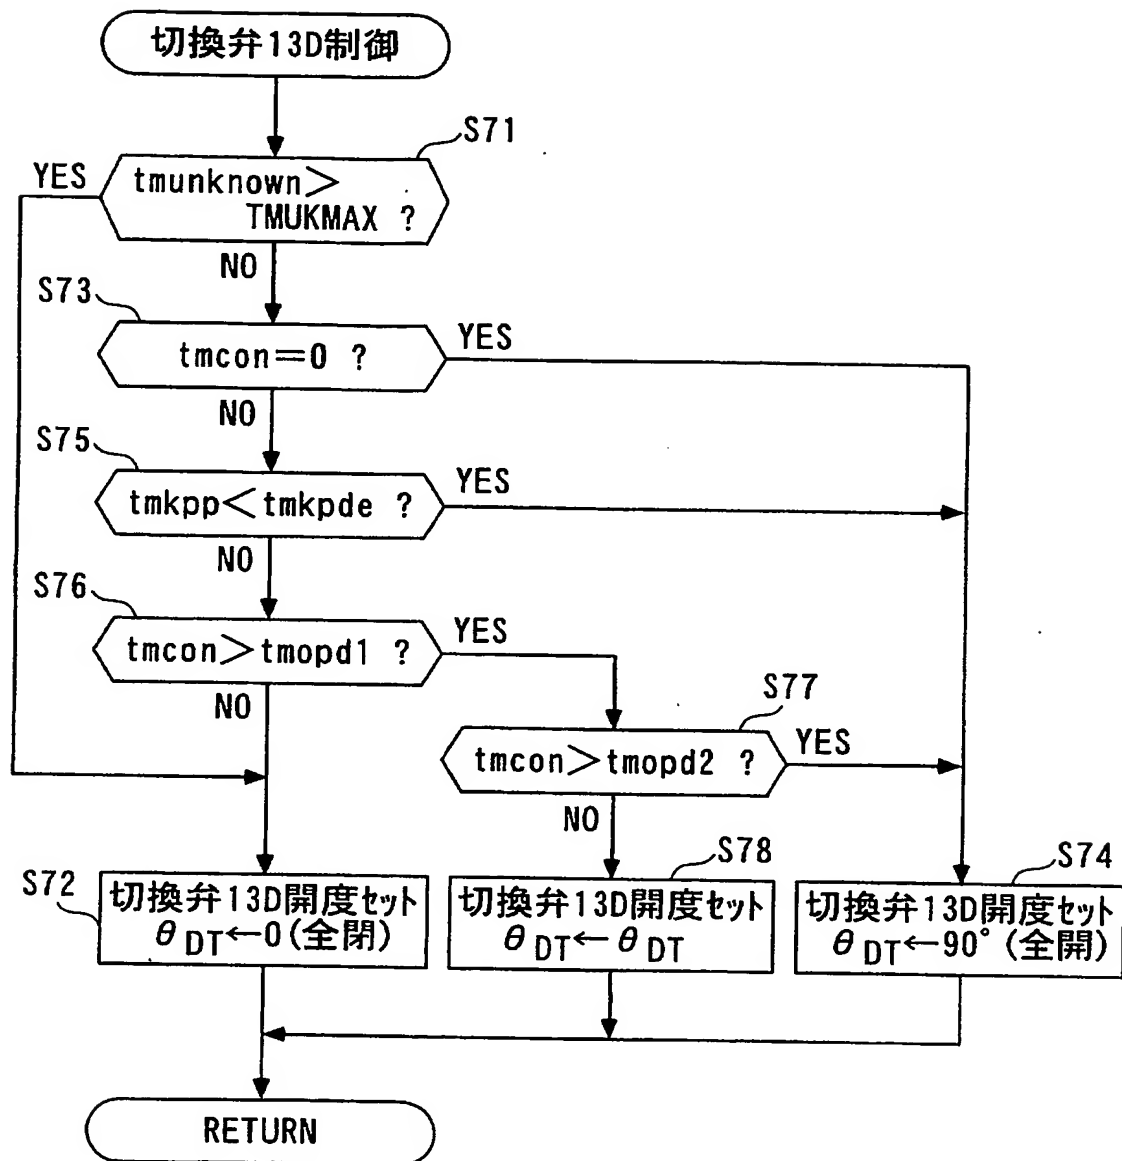 切換弁13D制御
S71
YES
tmunknown>
TMUKMAX ?
NO
S73
YES
tmcon=0 ?
NO
S75
YES
tmkpp<tmkpde ?
NO
S76
YES
tmcon>tmopd1 ?
NO
S77
tmcon>tmopd2 ?
YES
NO
S72
切換弁13D開度セット
θDT←0(全閉)
S78
切換弁13D開度セット
θDT←θDT
S74
切換弁13D開度セット
θDT←90°(全開)
RETURN